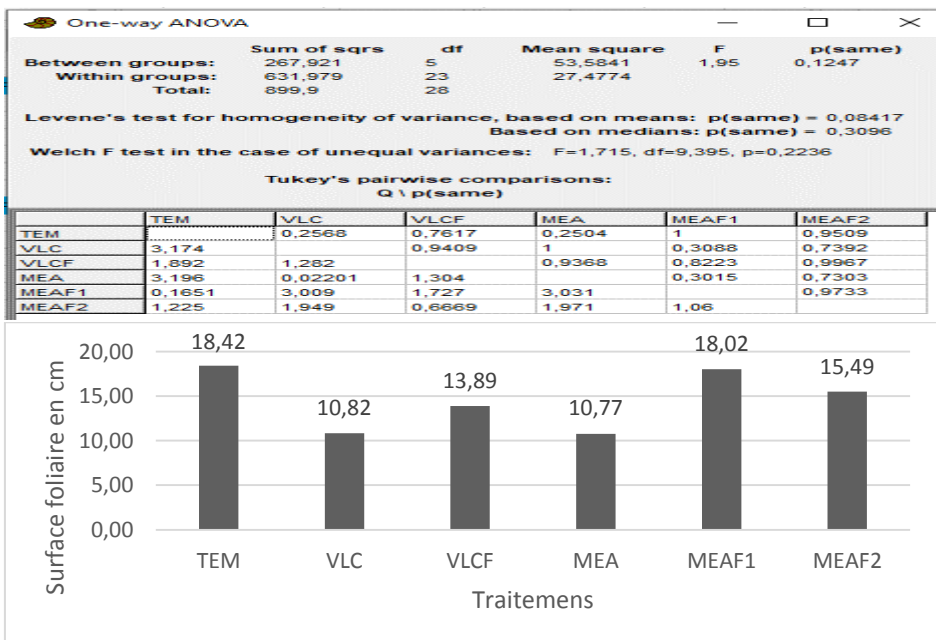 One-way ANOVA
Sum of sqrs df Mean square F p(same)
Between groups: 267,921 5 53,5841 1,95 0,1247
Within groups: 631,979 23 27,4774
Total: 899,9 28
Levene's test for homogeneity of variance, based on means: p(same) = 0,08417
Based on medians: p(same) = 0,3096
Welch F test in the case of unequal variances: F=1,715, df=9,395, p=0,2236
Tukey's pairwise comparisons:
Q \ p(same)
TEM VLC VLCF MEA MEAF1 MEAF2
TEM 0,2568 0,7617 0,2504 1 0,9509
VLC 3,174 0,9409 1 0,3088 0,7392
VLCF 1,892 1,282 0,9368 0,8223 0,9967
MEA 3,196 0,02201 1,304 0,3015 0,7303
MEAF1 0,1651 3,009 1,727 3,031 0,9733
MEAF2 1,225 1,949 0,6669 1,971 1,06
Surface foliaire en cm
20,00
15,00
10,00
5,00
0,00
18,42 10,82 13,89 10,77 18,02 15,49
TEM VLC VLCF MEA MEAF1 MEAF2
Traitemens